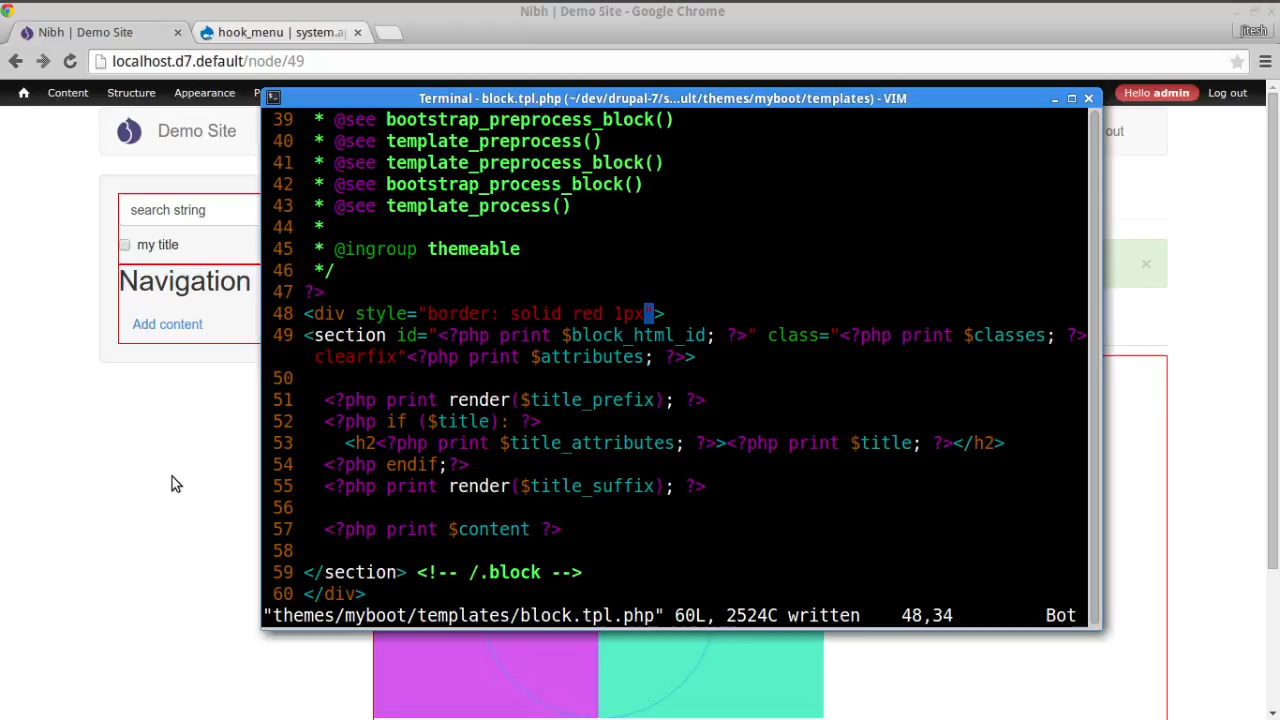 Nibh | Demo Site - Google Chrome
Nibh | Demo Site
hook_menu | system.a
jitesh
localhost.d7.default/node/49
Content Structure Appearance P
Hello admin Log out
Demo Site
out
search string
my title
Navigation
Add content
Terminal - block.tpl.php (~/dev/drupal-7/s...ult/themes/myboot/templates) - VIM
39 * @see bootstrap_preprocess_block()
40 * @see template_preprocess()
41 * @see template_preprocess_block()
42 * @see bootstrap_process_block()
43 * @see template_process()
44 *
45 * @ingroup themeable
46 */
47 ?>
48 <div style="border: solid red 1px">
49 <section id="<?php print $block_html_id; ?>" class="<?php print $classes; ?>
clearfix"<?php print $attributes; ?>>
50
51 <?php print render($title_prefix); ?>
52 <?php if ($title): ?>
53 <h2<?php print $title_attributes; ?>><?php print $title; ?></h2>
54 <?php endif;?>
55 <?php print render($title_suffix); ?>
56
57 <?php print $content ?>
58
59 </section> <!-- /.block -->
60 </div>
"themes/myboot/templates/block.tpl.php" 60L, 2524C written 48,34 Bot